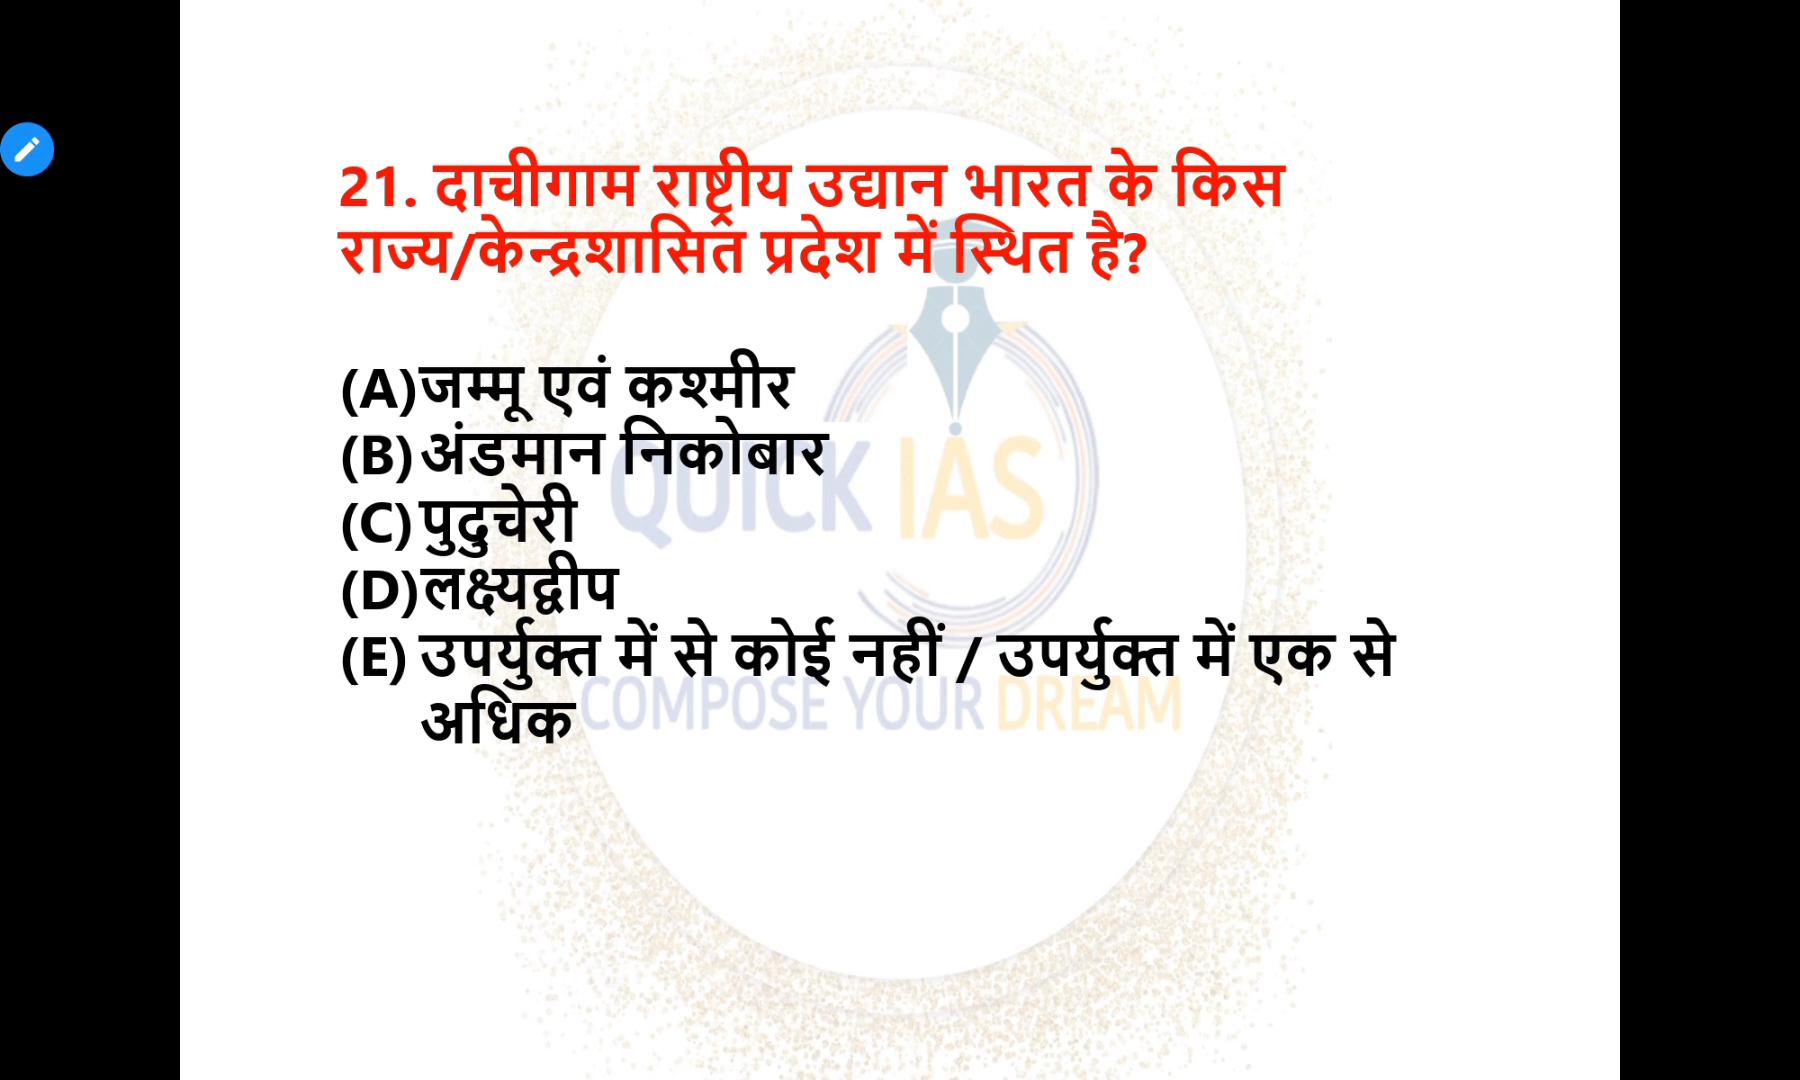 21. दाचीगाम राष्ट्रीय उद्यान भारत के किस
राज्य/केन्द्रशासित प्रदेश में स्थित है?
(A) जम्मू एवं कश्मीर
(B) अंडमान निकोबार
(C) पुदुचेरी
(D) लक्ष्यद्वीप
(E) उपर्युक्त में से कोई नहीं / उपर्युक्त में एक से
अधिक
QUICK IAS
COMPOSE YOUR DREAM